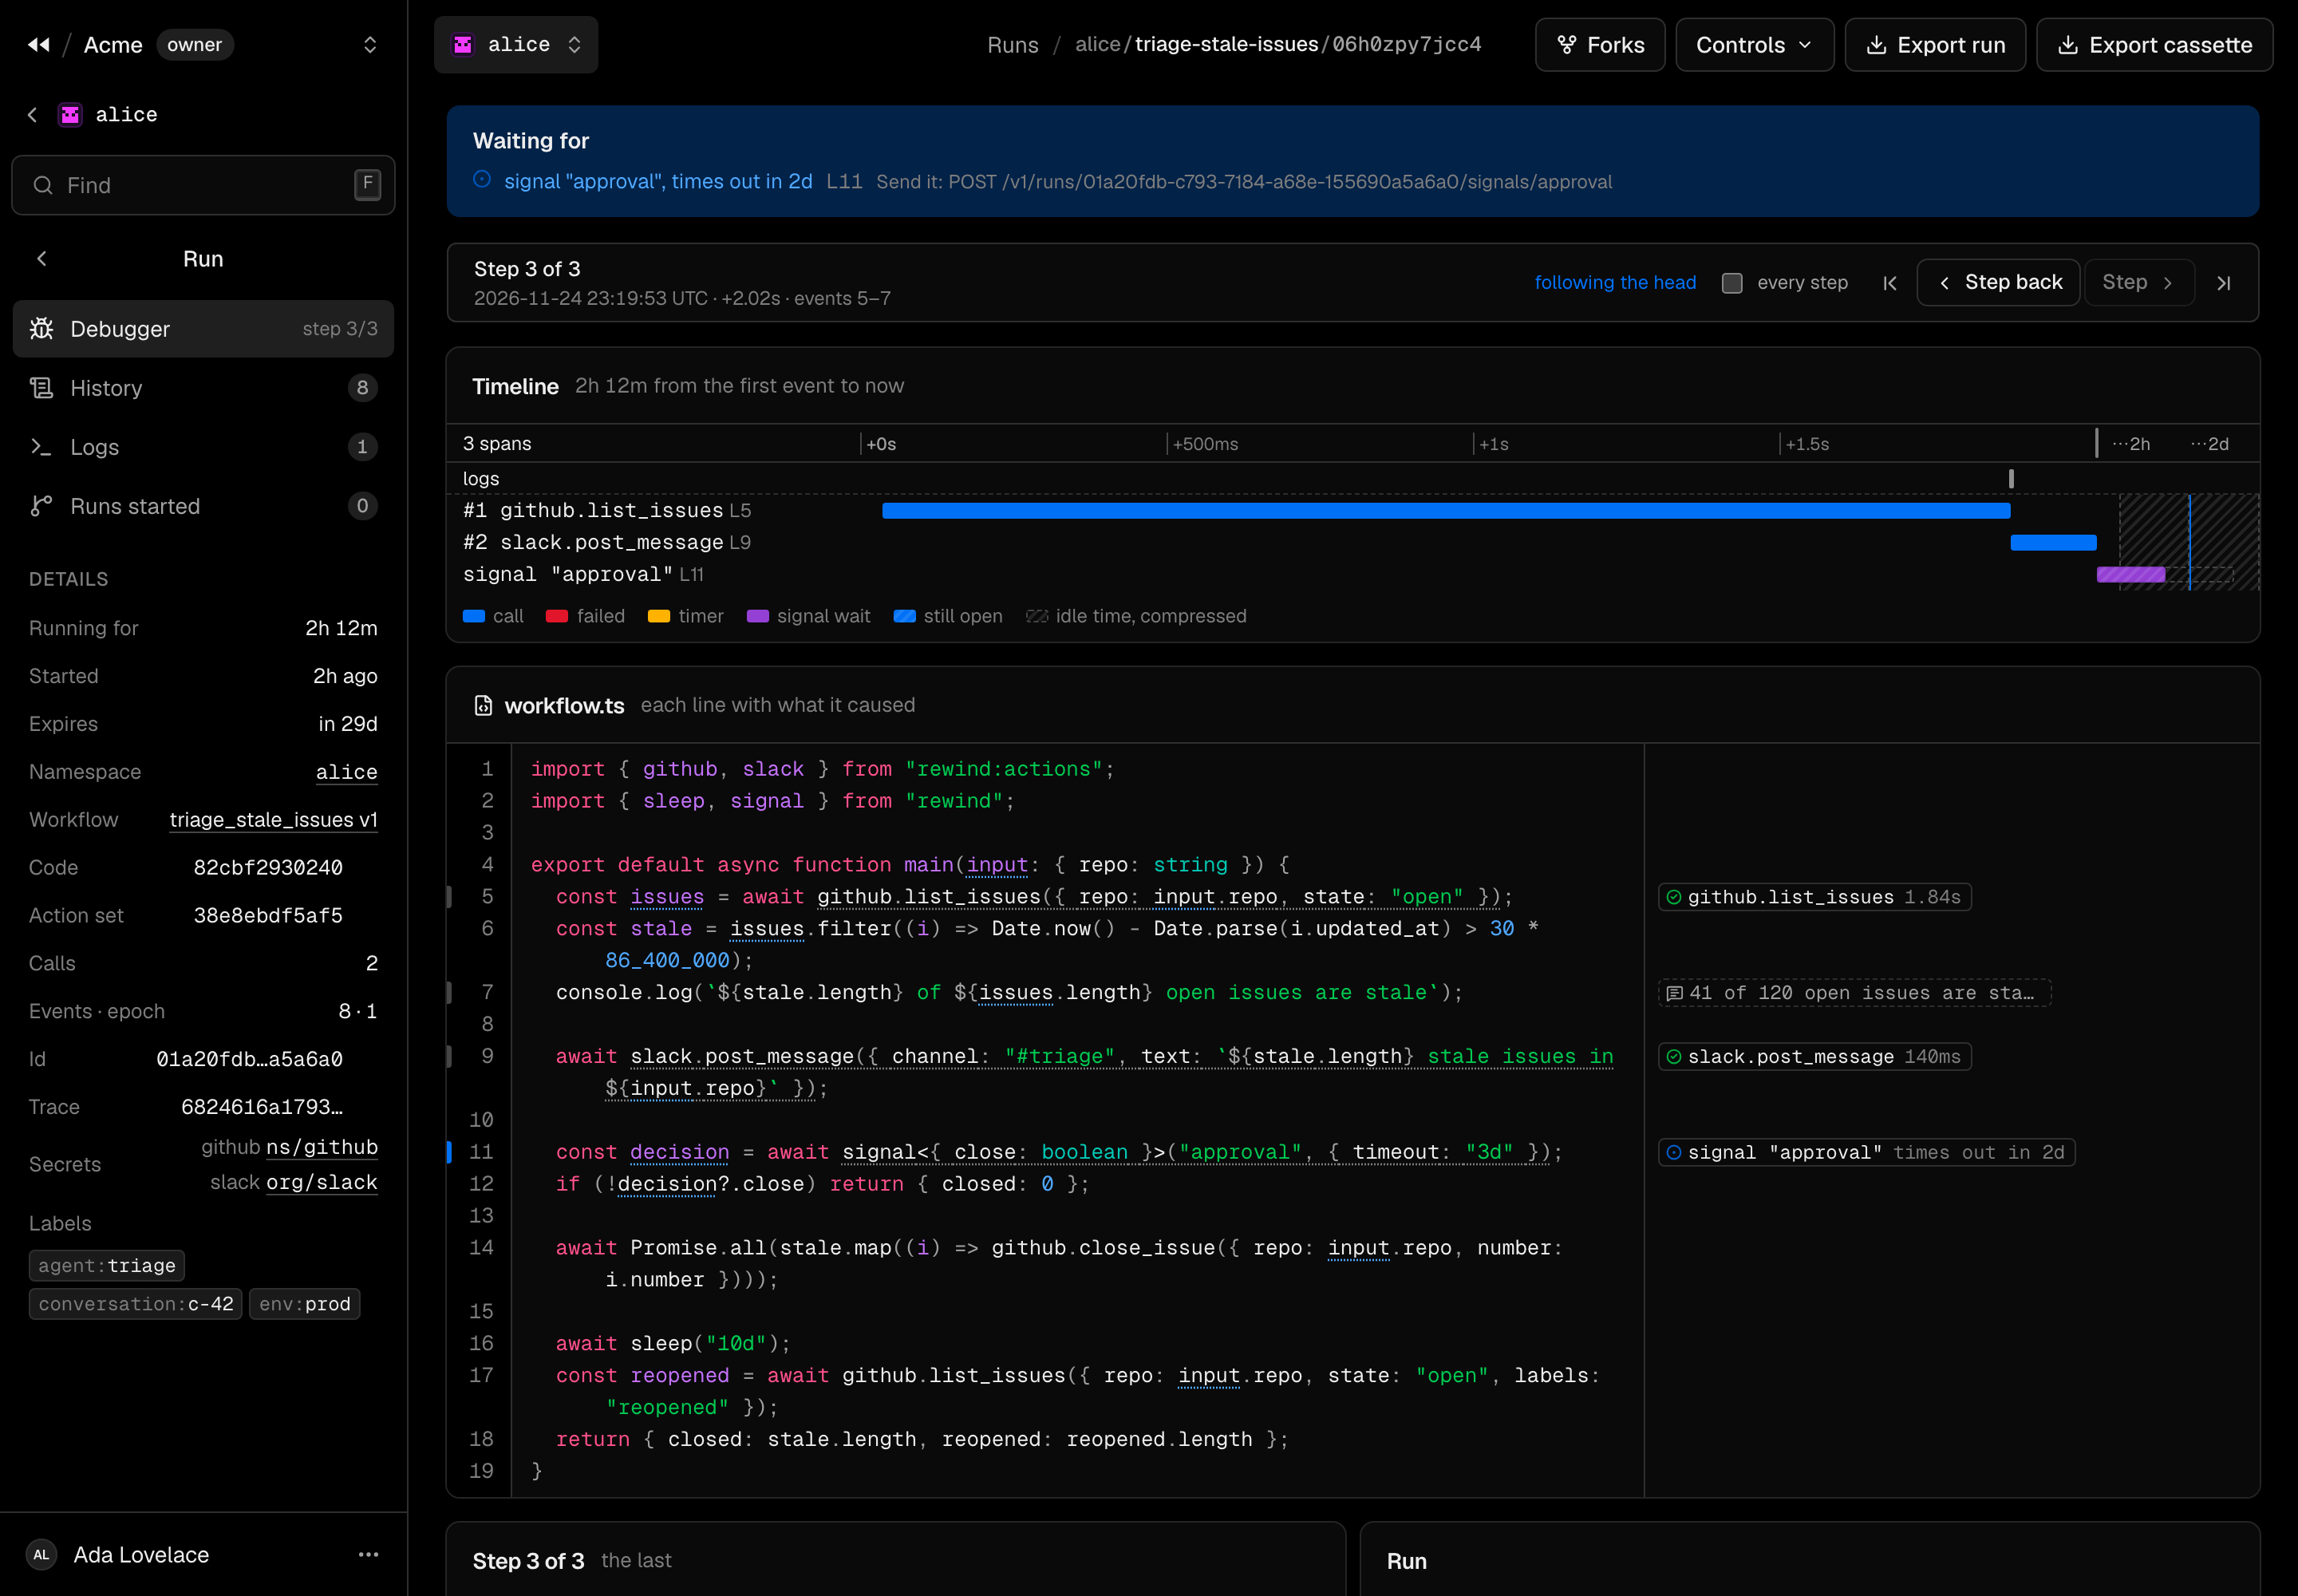 / Acme owner
alice
Find F
Run
Debugger step 3/3
History 8
Logs 1
Runs started 0
DETAILS
Running for 2h 12m
Started 2h ago
Expires in 29d
Namespace alice
Workflow triage_stale_issues v1
Code 82cbf2930240
Action set 38e8ebdf5af5
Calls 2
Events · epoch 8 · 1
Id 01a20fdb…a5a6a0
Trace 6824616a1793…
Secrets github ns/github
slack org/slack
Labels
agent:triage
conversation:c-42 env:prod
AL Ada Lovelace ···
alice
Runs / alice/triage-stale-issues/06h0zpy7jcc4
Forks Controls Export run Export cassette
Waiting for
signal "approval", times out in 2d L11 Send it: POST /v1/runs/01a20fdb-c793-7184-a68e-155690a5a6a0/signals/approval
Step 3 of 3
2026-11-24 23:19:53 UTC · +2.02s · events 5–7
following the head every step Step back Step
Timeline 2h 12m from the first event to now
3 spans +0s +500ms +1s +1.5s ···2h ···2d
logs
#1 github.list_issues L5
#2 slack.post_message L9
signal "approval" L11
call failed timer signal wait still open idle time, compressed
workflow.ts each line with what it caused
1 import { github, slack } from "rewind:actions";
2 import { sleep, signal } from "rewind";
3
4 export default async function main(input: { repo: string }) {
5 const issues = await github.list_issues({ repo: input.repo, state: "open" }); github.list_issues 1.84s
6 const stale = issues.filter((i) => Date.now() - Date.parse(i.updated_at) > 30 *
86_400_000);
7 console.log(`${stale.length} of ${issues.length} open issues are stale`); 41 of 120 open issues are sta…
8
9 await slack.post_message({ channel: "#triage", text: `${stale.length} stale issues in slack.post_message 140ms
${input.repo}` });
10
11 const decision = await signal<{ close: boolean }>("approval", { timeout: "3d" }); signal "approval" times out in 2d
12 if (!decision?.close) return { closed: 0 };
13
14 await Promise.all(stale.map((i) => github.close_issue({ repo: input.repo, number:
i.number })));
15
16 await sleep("10d");
17 const reopened = await github.list_issues({ repo: input.repo, state: "open", labels:
"reopened" });
18 return { closed: stale.length, reopened: reopened.length };
19 }
Step 3 of 3 the last
Run